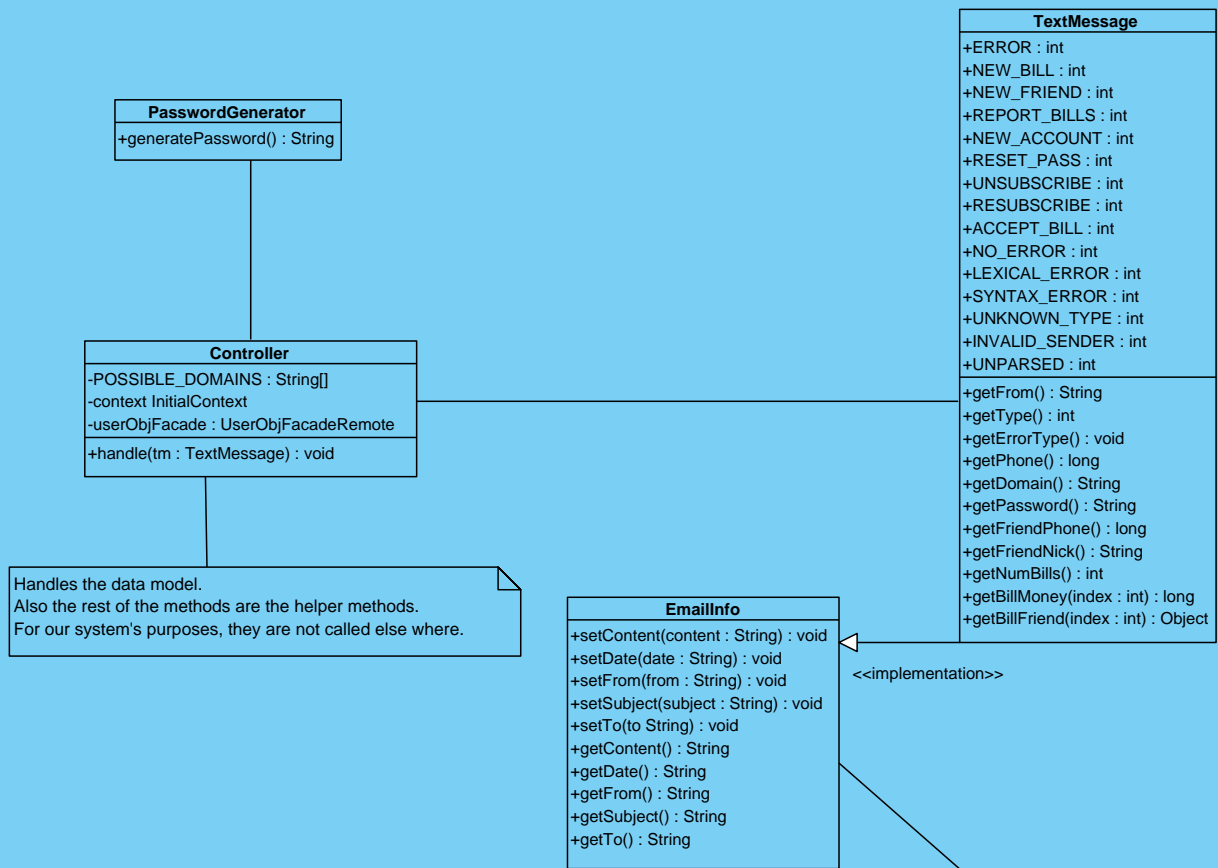 PasswordGenerator
+generatePassword() : String
Controller
-POSSIBLE_DOMAINS : String[]
-context InitialContext
-userObjFacade : UserObjFacadeRemote
+handle(tm : TextMessage) : void
Handles the data model.
Also the rest of the methods are the helper methods.
For our system's purposes, they are not called else where.
TextMessage
+ERROR : int
+NEW_BILL : int
+NEW_FRIEND : int
+REPORT_BILLS : int
+NEW_ACCOUNT : int
+RESET_PASS : int
+UNSUBSCRIBE : int
+RESUBSCRIBE : int
+ACCEPT_BILL : int
+NO_ERROR : int
+LEXICAL_ERROR : int
+SYNTAX_ERROR : int
+UNKNOWN_TYPE : int
+INVALID_SENDER : int
+UNPARSED : int
+getFrom() : String
+getType() : int
+getErrorType() : void
+getPhone() : long
+getDomain() : String
+getPassword() : String
+getFriendPhone() : long
+getFriendNick() : String
+getNumBills() : int
+getBillMoney(index : int) : long
+getBillFriend(index : int) : Object
<<implementation>>
EmailInfo
+setContent(content : String) : void
+setDate(date : String) : void
+setFrom(from : String) : void
+setSubject(subject : String) : void
+setTo(to String) : void
+getContent() : String
+getDate() : String
+getFrom() : String
+getSubject() : String
+getTo() : String